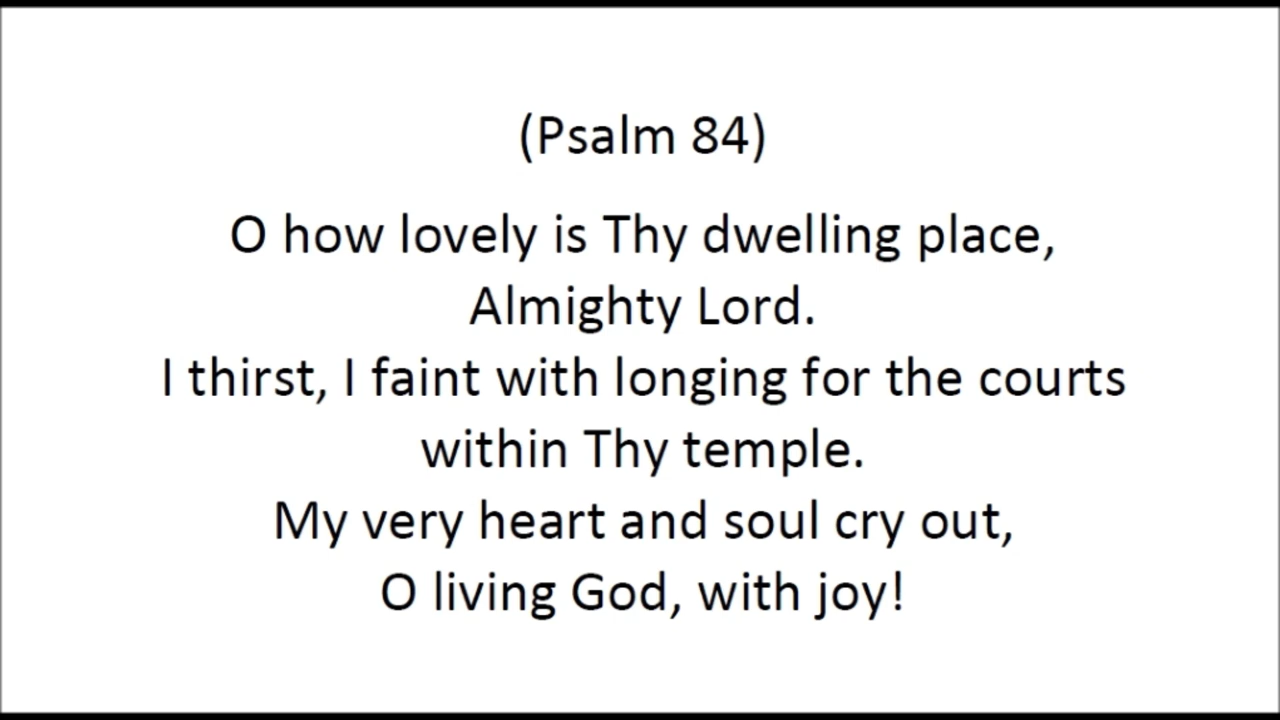 (Psalm 84)
O how lovely is Thy dwelling place,
Almighty Lord.
I thirst, I faint with longing for the courts
within Thy temple.
My very heart and soul cry out,
O living God, with joy!